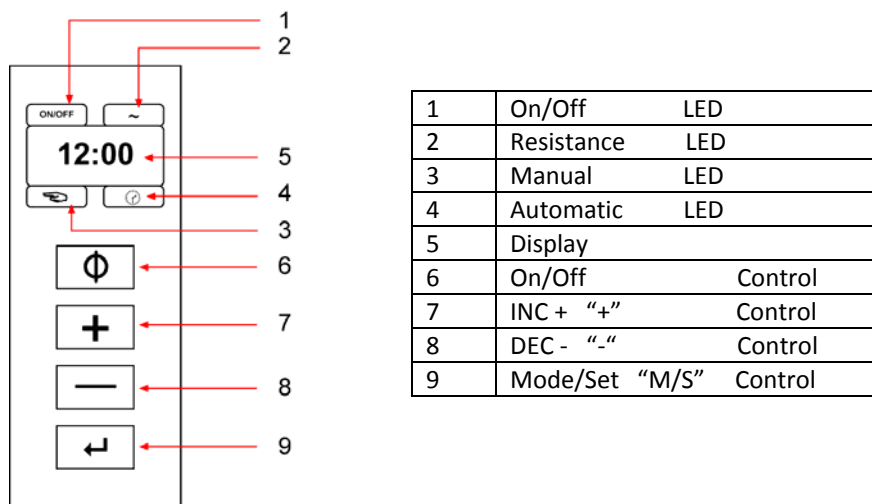 1
2
ON/OFF ~
12:00
5
4
3
6
+
7
—
8
9
1 On/Off LED
2 Resistance LED
3 Manual LED
4 Automatic LED
5 Display
6 On/Off Control
7 INC + “+” Control
8 DEC - “-“ Control
9 Mode/Set “M/S” Control